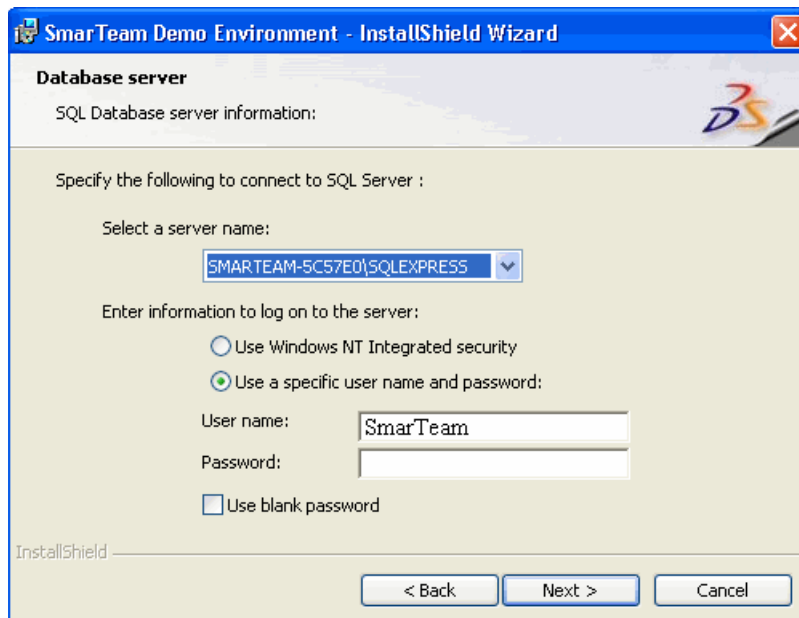 SmarTeam Demo Environment - InstallShield Wizard
Database server
SQL Database server information:
DS
Specify the following to connect to SQL Server :
Select a server name:
SMARTEAM-5C57E0\SQLEXPRESS
Enter information to log on to the server:
Use Windows NT Integrated security
Use a specific user name and password:
User name: SmarTeam
Password:
Use blank password
InstallShield
< Back Next > Cancel